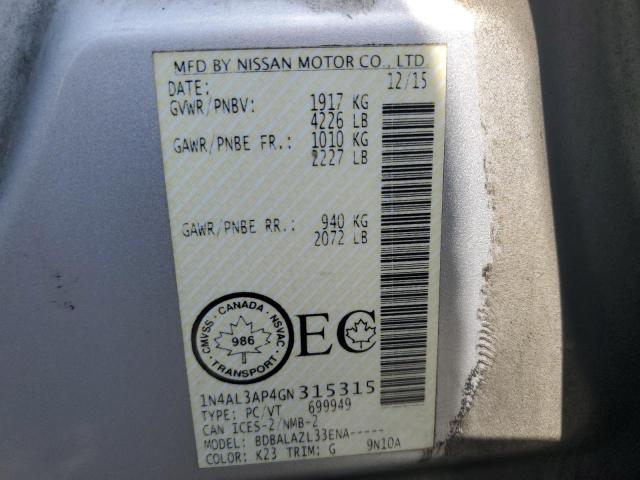 MFD BY NISSAN MOTOR CO., LTD.
DATE: 12/15
GVWR/PNBV: 1917 KG
4226 LB
GAWR/PNBE FR.: 1010 KG
2227 LB
GAWR/PNBE RR.: 940 KG
2072 LB
CMVSS · CANADA · NSVAC
986
TRANSPORT
EC
1N4AL3AP4GN315315
TYPE: PC/VT 699949
CAN ICES-2/NMB-2
MODEL: BDBALAZL33ENA-----
COLOR: K23 TRIM: G 9N10A